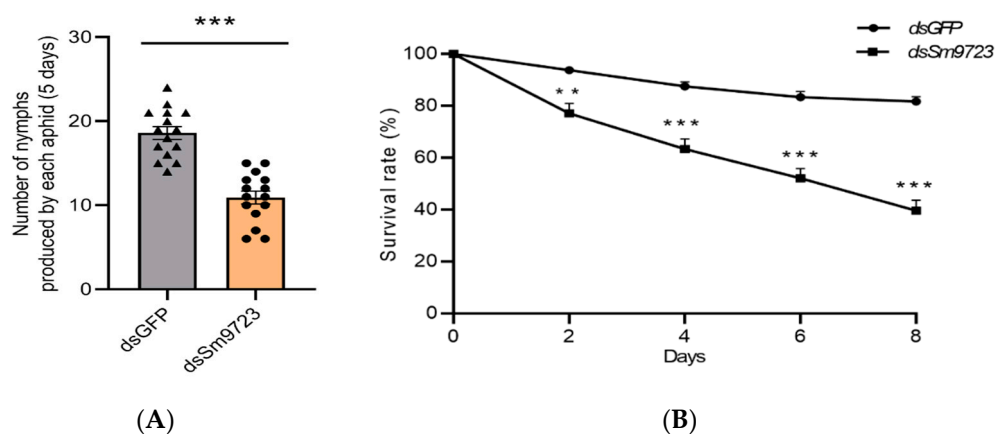 ***
30
20
10
0
Number of nymphs
produced by each aphid (5 days)
dsGFP
dsSm9723
(A)
dsGFP
dsSm9723
100
80
60
40
20
0
Survival rate (%)
**
***
***
***
0 2 4 6 8
Days
(B)